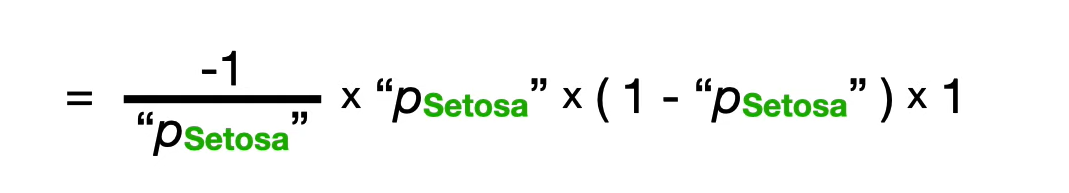 = -1 / “pSetosa” x “pSetosa” x ( 1 - “pSetosa” ) x 1